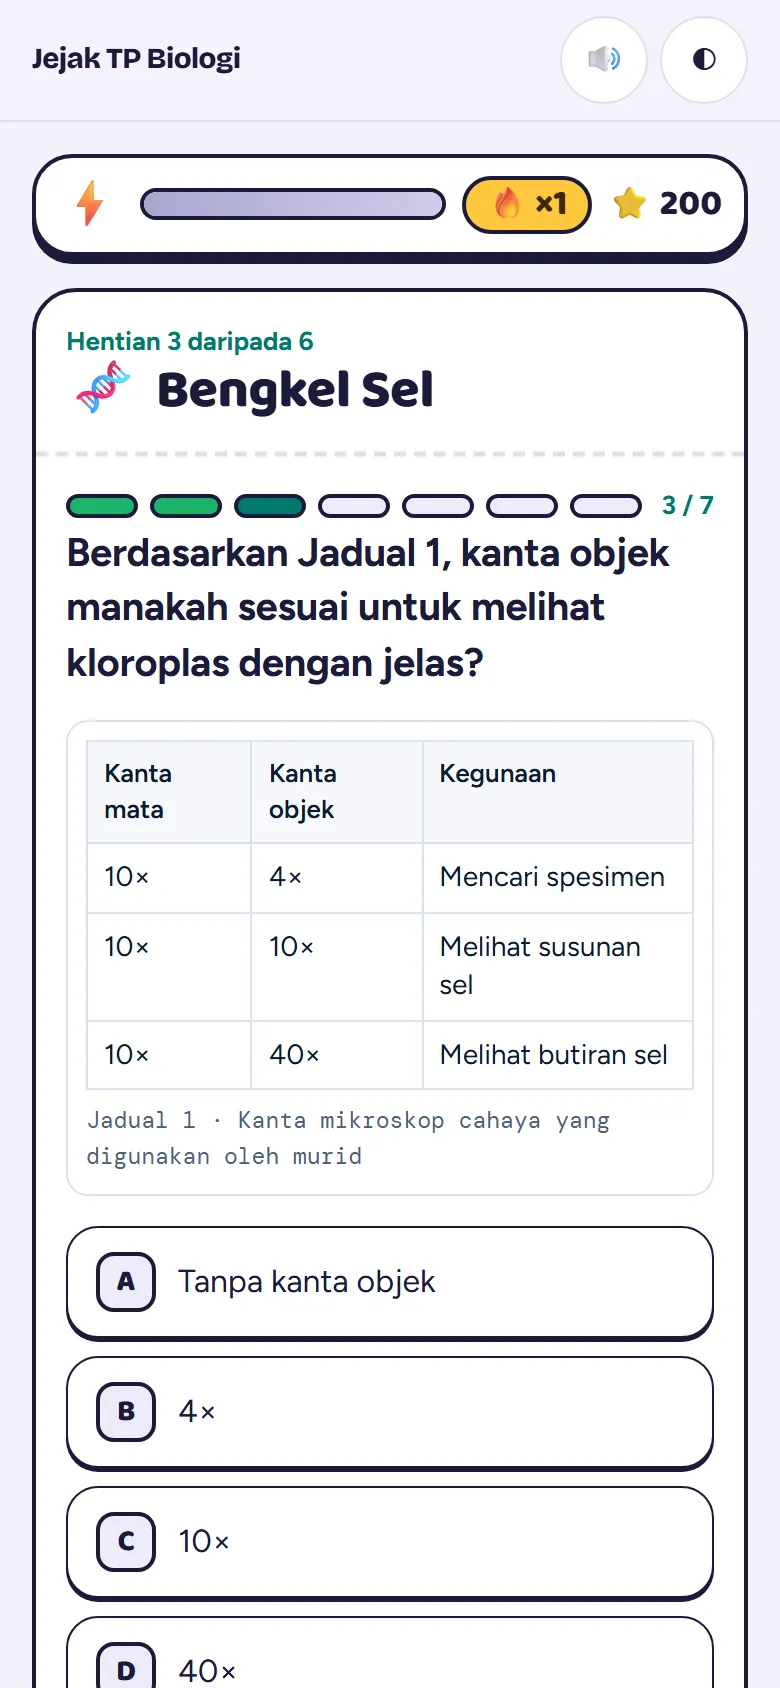 Jejak TP Biologi
×1
200
Hentian 3 daripada 6
Bengkel Sel
3 / 7
Berdasarkan Jadual 1, kanta objek
manakah sesuai untuk melihat
kloroplas dengan jelas?
Kanta mata
Kanta objek
Kegunaan
10×
4×
Mencari spesimen
10×
10×
Melihat susunan
sel
10×
40×
Melihat butiran sel
Jadual 1 · Kanta mikroskop cahaya yang
digunakan oleh murid
A Tanpa kanta objek
B 4×
C 10×
D 40×